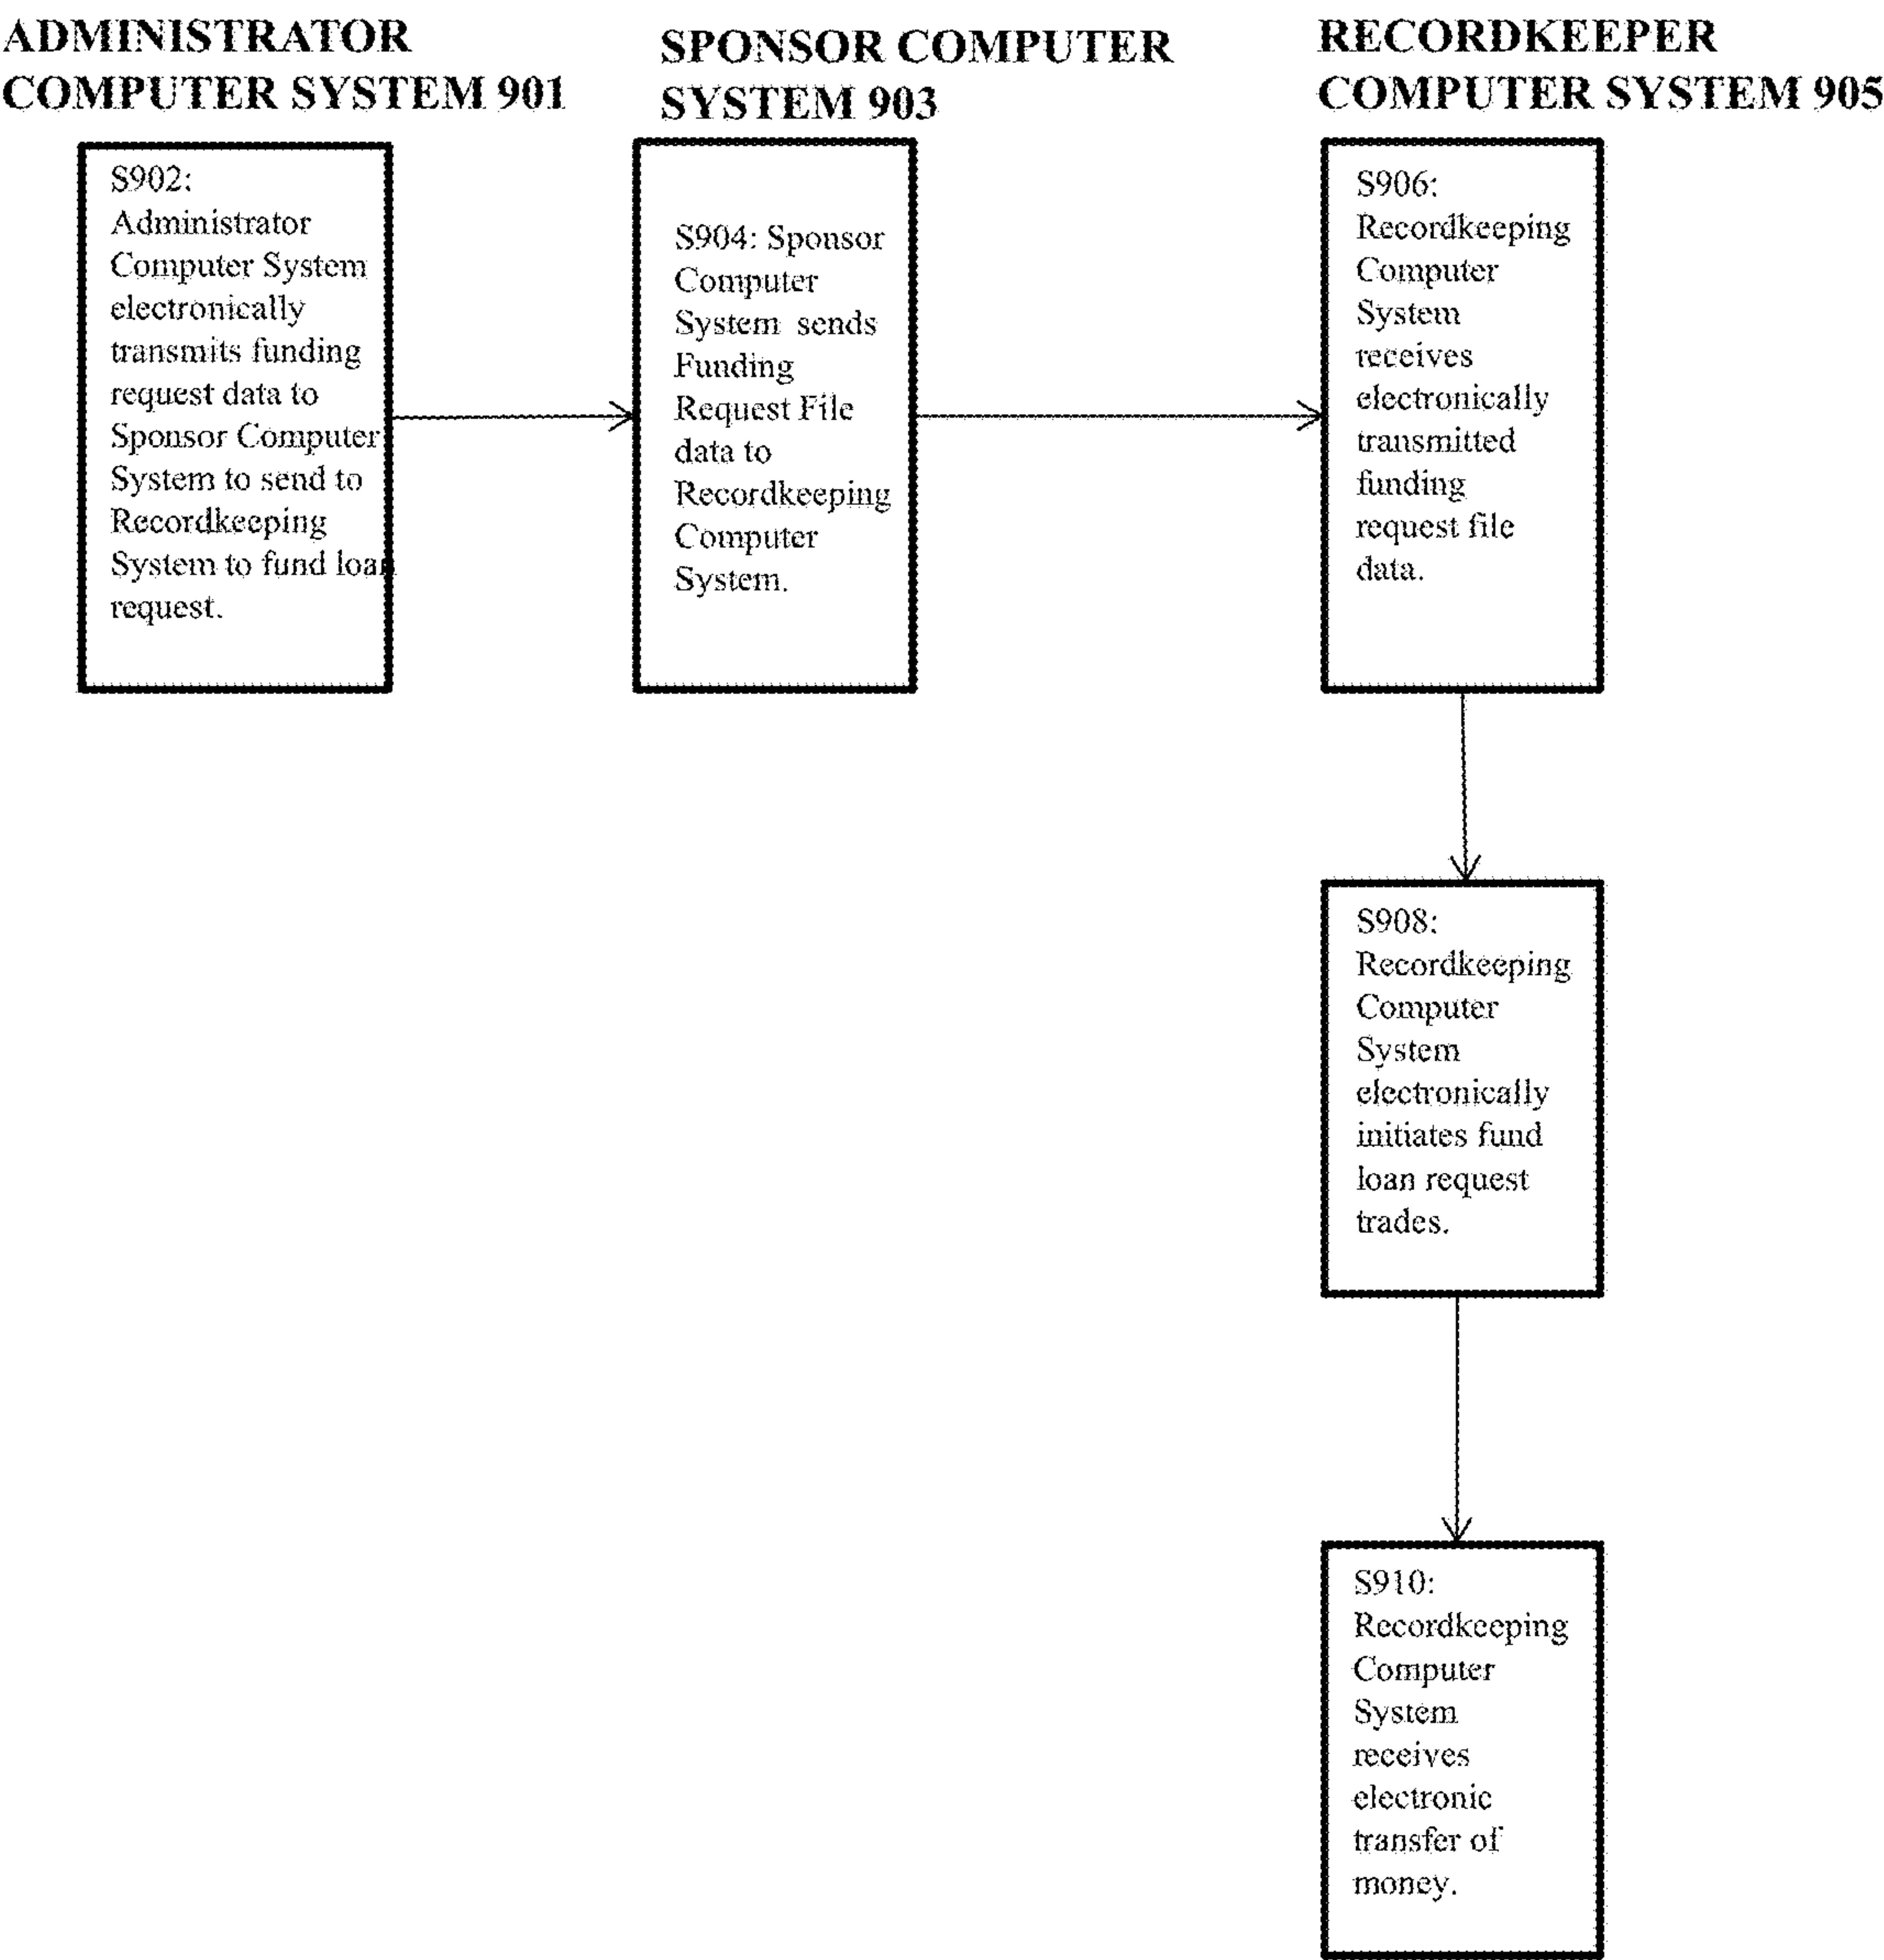 ADMINISTRATOR
COMPUTER SYSTEM 901
SPONSOR COMPUTER
SYSTEM 903
RECORDKEEPER
COMPUTER SYSTEM 905
S902:
Administrator
Computer System
electronically
transmits funding
request data to
Sponsor Computer
System to send to
Recordkeeping
System to fund loan
request.
S904: Sponsor
Computer
System sends
Funding
Request File
data to
Recordkeeping
Computer
System.
S906:
Recordkeeping
Computer
System
receives
electronically
transmitted
funding
request file
data.
S908:
Recordkeeping
Computer
System
electronically
initiates fund
loan request
trades.
S910:
Recordkeeping
Computer
System
receives
electronic
transfer of
money.